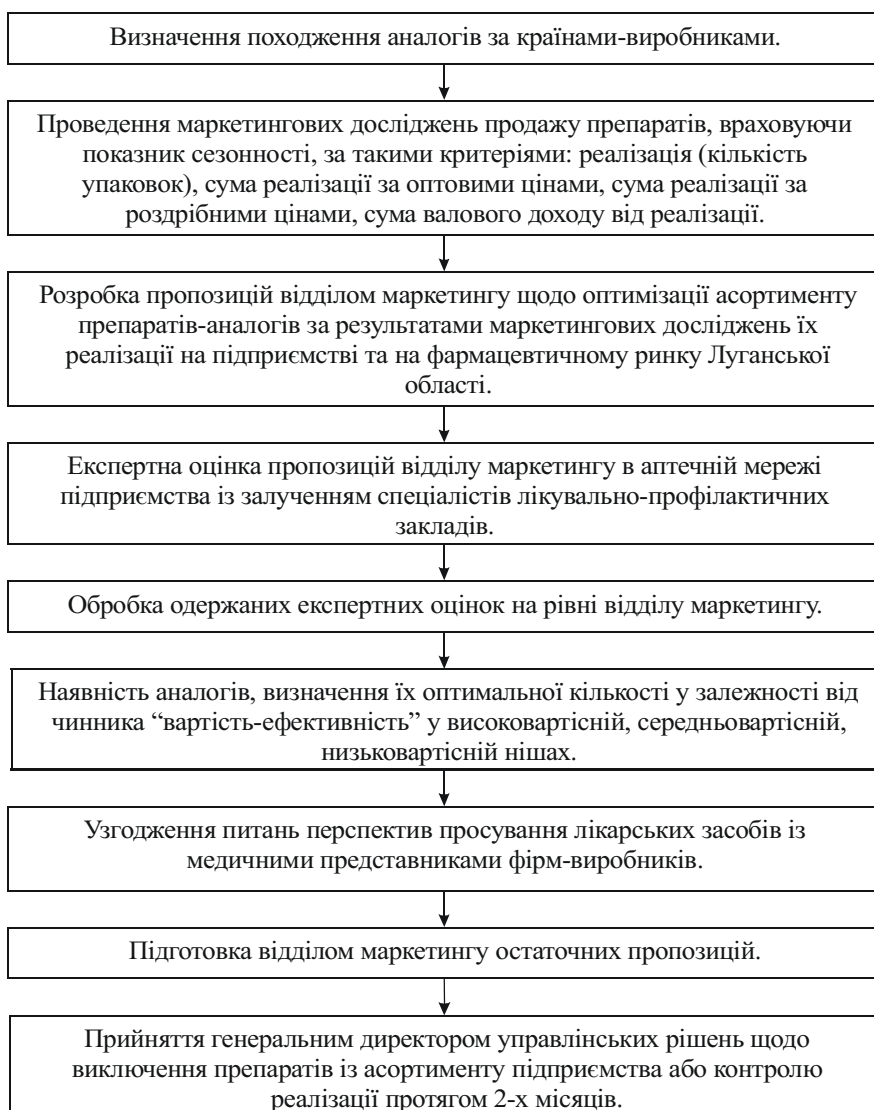 Визначення походження аналогів за країнами-виробниками.
Проведення маркетингових досліджень продажу препаратів, враховуючи
показник сезонності, за такими критеріями: реалізація (кількість
упаковок), сума реалізації за оптовими цінами, сума реалізації за
роздрібними цінами, сума валового доходу від реалізації.
Розробка пропозицій відділом маркетингу щодо оптимізації асортименту
препаратів-аналогів за результатами маркетингових досліджень їх
реалізації на підприємстві та на фармацевтичному ринку Луганської
області.
Експертна оцінка пропозицій відділу маркетингу в аптечній мережі
підприємства із залученням спеціалістів лікувально-профілактичних
закладів.
Обробка одержаних експертних оцінок на рівні відділу маркетингу.
Наявність аналогів, визначення їх оптимальної кількості у залежності від
чинника “вартість-ефективність” у високовартісній, середньовартісній,
низьковартісній нішах.
Узгодження питань перспектив просування лікарських засобів із
медичними представниками фірм-виробників.
Підготовка відділом маркетингу остаточних пропозицій.
Прийняття генеральним директором управлінських рішень щодо
виключення препаратів із асортименту підприємства або контролю
реалізації протягом 2-х місяців.